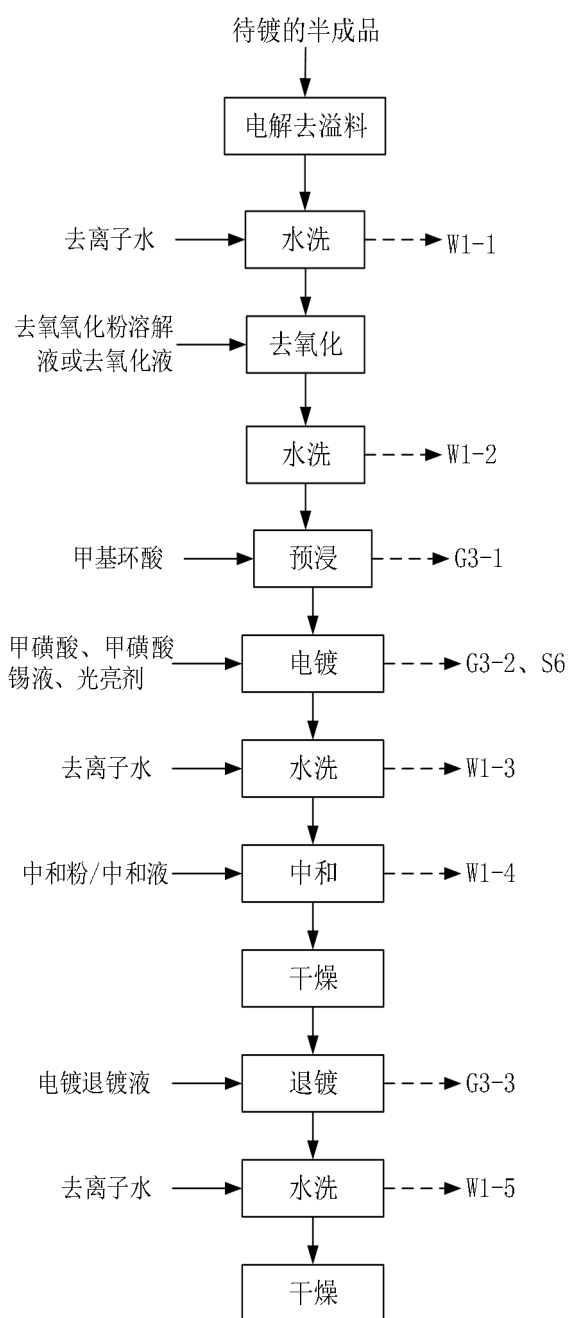 待镀的半成品
电解去溢料
去离子水
水洗
W1-1
去氧氧化粉溶解
液或去氧化液
去氧化
水洗
W1-2
甲基环酸
预浸
G3-1
甲磺酸、甲磺酸
锡液、光亮剂
电镀
G3-2、S6
去离子水
水洗
W1-3
中和粉/中和液
中和
W1-4
干燥
电镀退镀液
退镀
G3-3
去离子水
水洗
W1-5
干燥